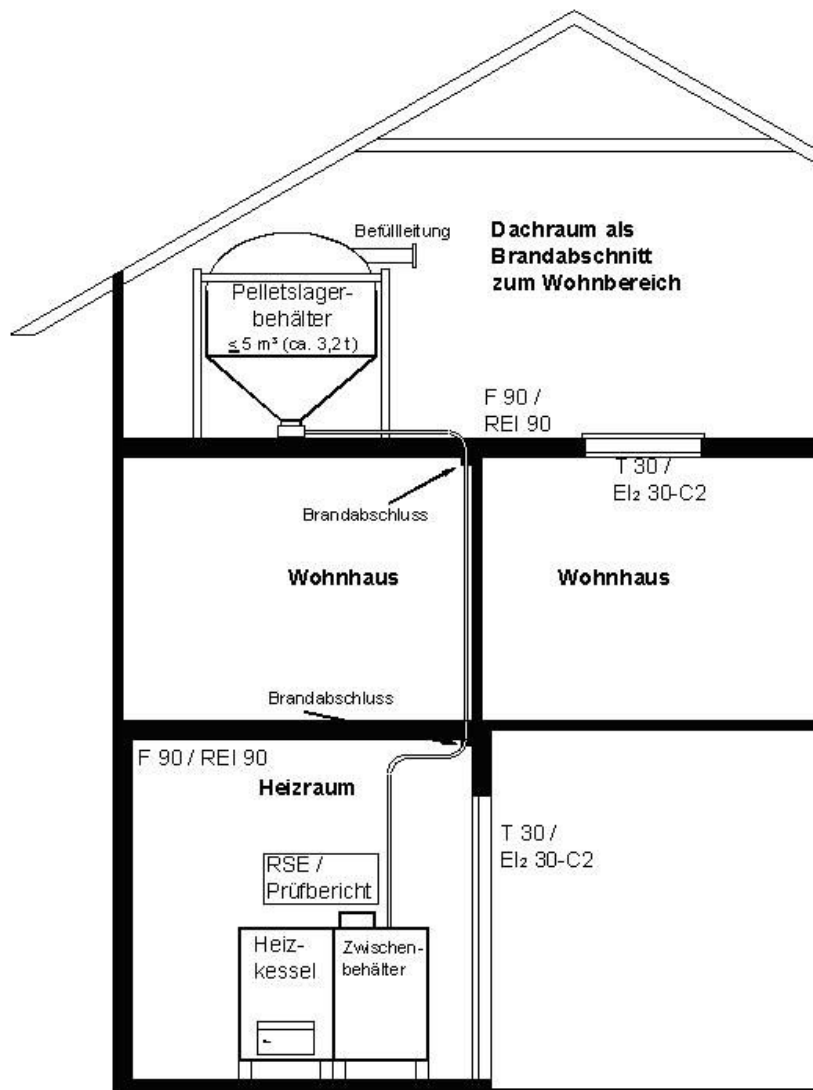 Befüllleitung
Dachraum als
Brandabschnitt
zum Wohnbereich
Pelletslager-
behälter
≤ 5 m³ (ca. 3,2 t)
F 90 /
REI 90
T 30 /
EI₂ 30-C2
Brandabschluss
Wohnhaus
Wohnhaus
Brandabschluss
F 90 / REI 90
Heizraum
T 30 /
EI₂ 30-C2
RSE /
Prüfbericht
Heiz-
kessel
Zwischen-
behälter